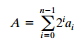 A = \sum_{i=0}^{n-1} 2^i a_i